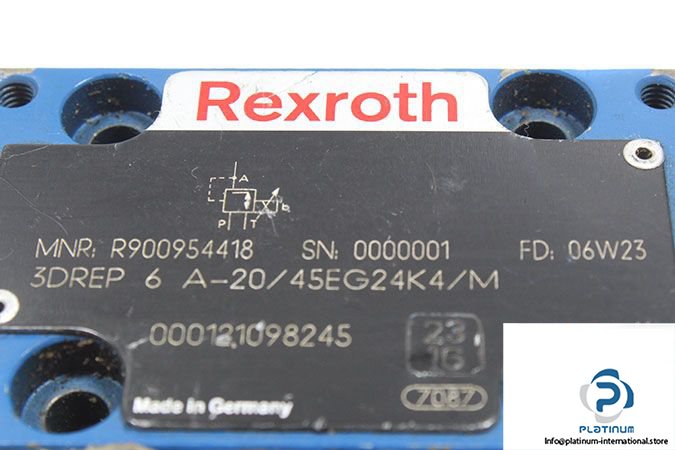 Rexroth
A
b
P T
MNR: R900954418 SN: 0000001 FD: 06W23
3DREP 6 A-20/45EG24K4/M
000121098245
23
1G
7087
Made in Germany
PLATINUM
Info@platinum-international.store